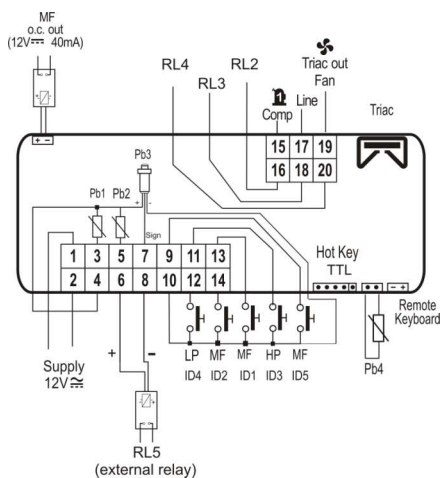 MF
o.c. out
(12V⎓ 40mA)
+ -
RL4
RL3
RL2
Triac out
Fan
Comp
Line
Triac
15 17 19
16 18 20
Pb3
Pb1 Pb2
+ -
Sign
1 3 5 7 9 11 13
2 4 6 8 10 12 14
Hot Key
TTL
- +
Remote
Keyboard
Pb4
Supply
12V≂
+ -
LP MF MF HP MF
ID4 ID2 ID1 ID3 ID5
RL5
(external relay)